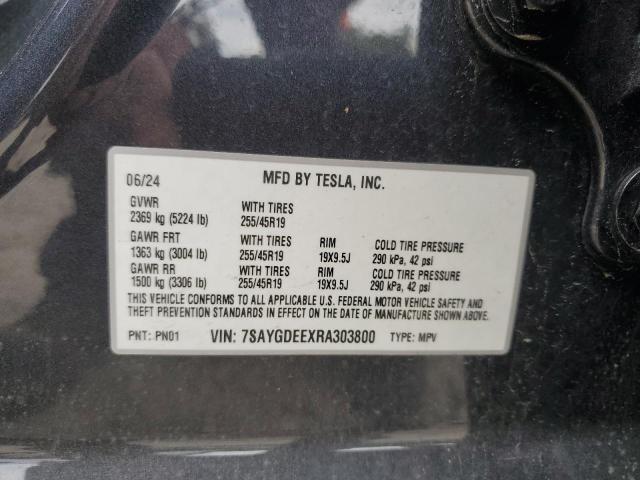 06/24 MFD BY TESLA, INC.
GVWR WITH TIRES
2369 kg (5224 lb) 255/45R19
GAWR FRT WITH TIRES RIM COLD TIRE PRESSURE
1363 kg (3004 lb) 255/45R19 19X9.5J 290 kPa, 42 psi
GAWR RR WITH TIRES RIM COLD TIRE PRESSURE
1500 kg (3306 lb) 255/45R19 19X9.5J 290 kPa, 42 psi
THIS VEHICLE CONFORMS TO ALL APPLICABLE U.S. FEDERAL MOTOR VEHICLE SAFETY AND
THEFT PREVENTION STANDARDS IN EFFECT ON THE DATE OF MANUFACTURE SHOWN ABOVE.
PNT: PN01 VIN: 7SAYGDEEXRA303800 TYPE: MPV